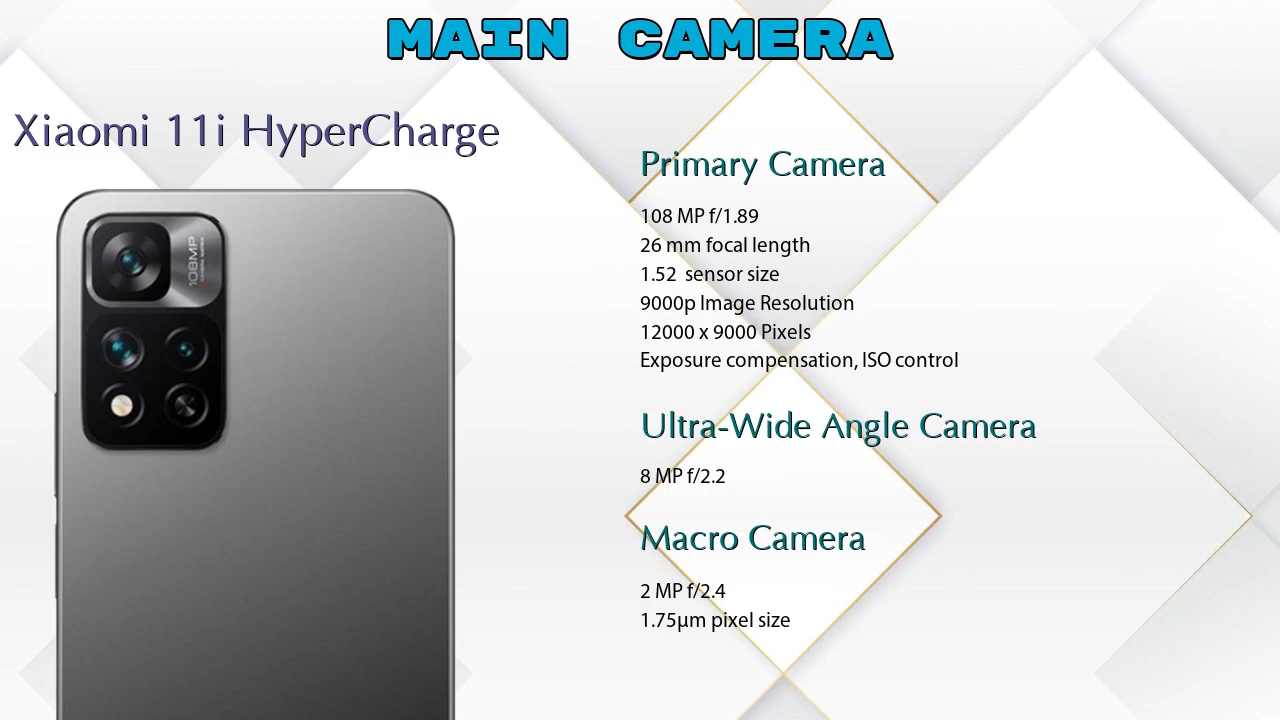 MAIN CAMERA
Xiaomi 11i HyperCharge
108MP
Primary Camera
108 MP f/1.89
26 mm focal length
1.52  sensor size
9000p Image Resolution
12000 x 9000 Pixels
Exposure compensation, ISO control
Ultra-Wide Angle Camera
8 MP f/2.2
Macro Camera
2 MP f/2.4
1.75µm pixel size